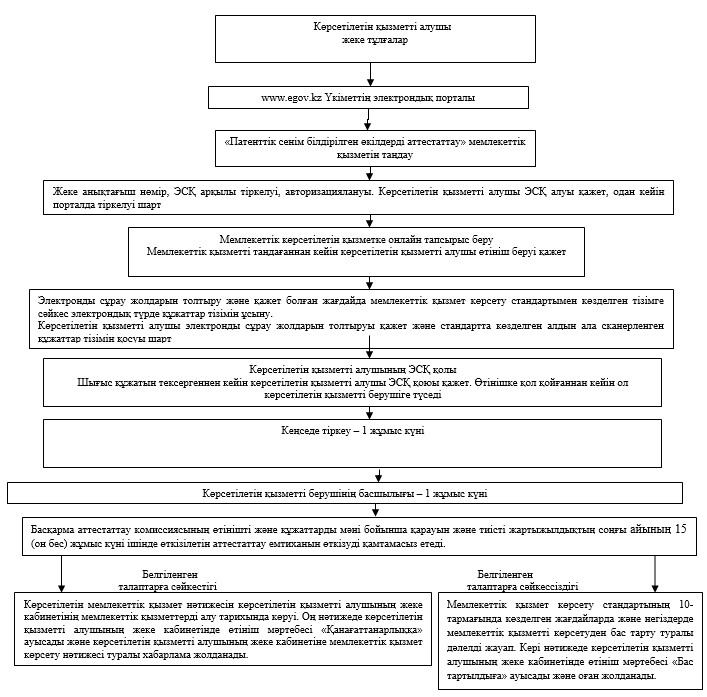 Көрсетілетін қызметті алушы
жеке тұлғалар
www.egov.kz Үкіметтің электрондық порталы
«Патенттік сенім білдірілген өкілдерді аттестаттау» мемлекеттік
қызметін таңдау
Жеке анықтағыш нөмір, ЭСҚ арқылы тіркелуі, авторизациялануы. Көрсетілетін қызметті алушы ЭСҚ алуы қажет, одан кейін
порталда тіркелуі шарт
Мемлекеттік көрсетілетін қызметке онлайн тапсырыс беру
Мемлекеттік қызметті таңдағаннан кейін көрсетілетін қызметті алушы өтініш беруі қажет
Электронды сұрау жолдарын толтыру және қажет болған жағдайда мемлекеттік қызмет көрсету стандартымен көзделген тізімге
сәйкес электрондық түрде құжаттар тізімін ұсыну.
Көрсетілетін қызметті алушы электронды сұрау жолдарын толтыруы қажет және стандартта көзделген алдын ала сканерленген
құжаттар тізімін қосуы шарт
Көрсетілетін қызметті алушының ЭСҚ қолы
Шығыс құжатын тексергеннен кейін көрсетілетін қызметті алушы ЭСҚ қоюы қажет. Өтінішке қол қойғаннан кейін ол
көрсетілетін қызметті берушіге түседі
Кеңседе тіркеу – 1 жұмыс күні
Көрсетілетін қызметті берушінің басшылығы – 1 жұмыс күні
Басқарма аттестаттау комиссиясының өтінішті және құжаттарды мәні бойынша қарауын және тиісті жартыжылдықтың соңғы айының 15
(он бес) жұмыс күні ішінде өткізілетін аттестаттау емтиханын өткізуді қамтамасыз етеді.
Белгіленген
талаптарға сәйкестігі
Белгіленген
талаптарға сәйкессіздігі
Көрсетілетін мемлекеттік қызмет нәтижесін көрсетілетін қызметті алушының жеке
кабинетінің мемлекеттік қызметтерді алу тарихында көруі. Оң нәтижеде көрсетілетін
қызметті алушының жеке кабинетінде өтініш мәртебесі «Қанағаттанарлыққа»
ауысады және көрсетілетін қызметті алушының жеке кабинетіне мемлекеттік қызмет
көрсету нәтижесі туралы хабарлама жолданады.
Мемлекеттік қызмет көрсету стандартының 10-
тармағында көзделген жағдайларда және негіздерде
мемлекеттік қызметті көрсетуден бас тарту туралы
дәлелді жауап. Кері нәтижеде көрсетілетін қызметті
алушының жеке кабинетінде өтініш мәртебесі «Бас
тартылдыға» ауысады және оған жолданады.